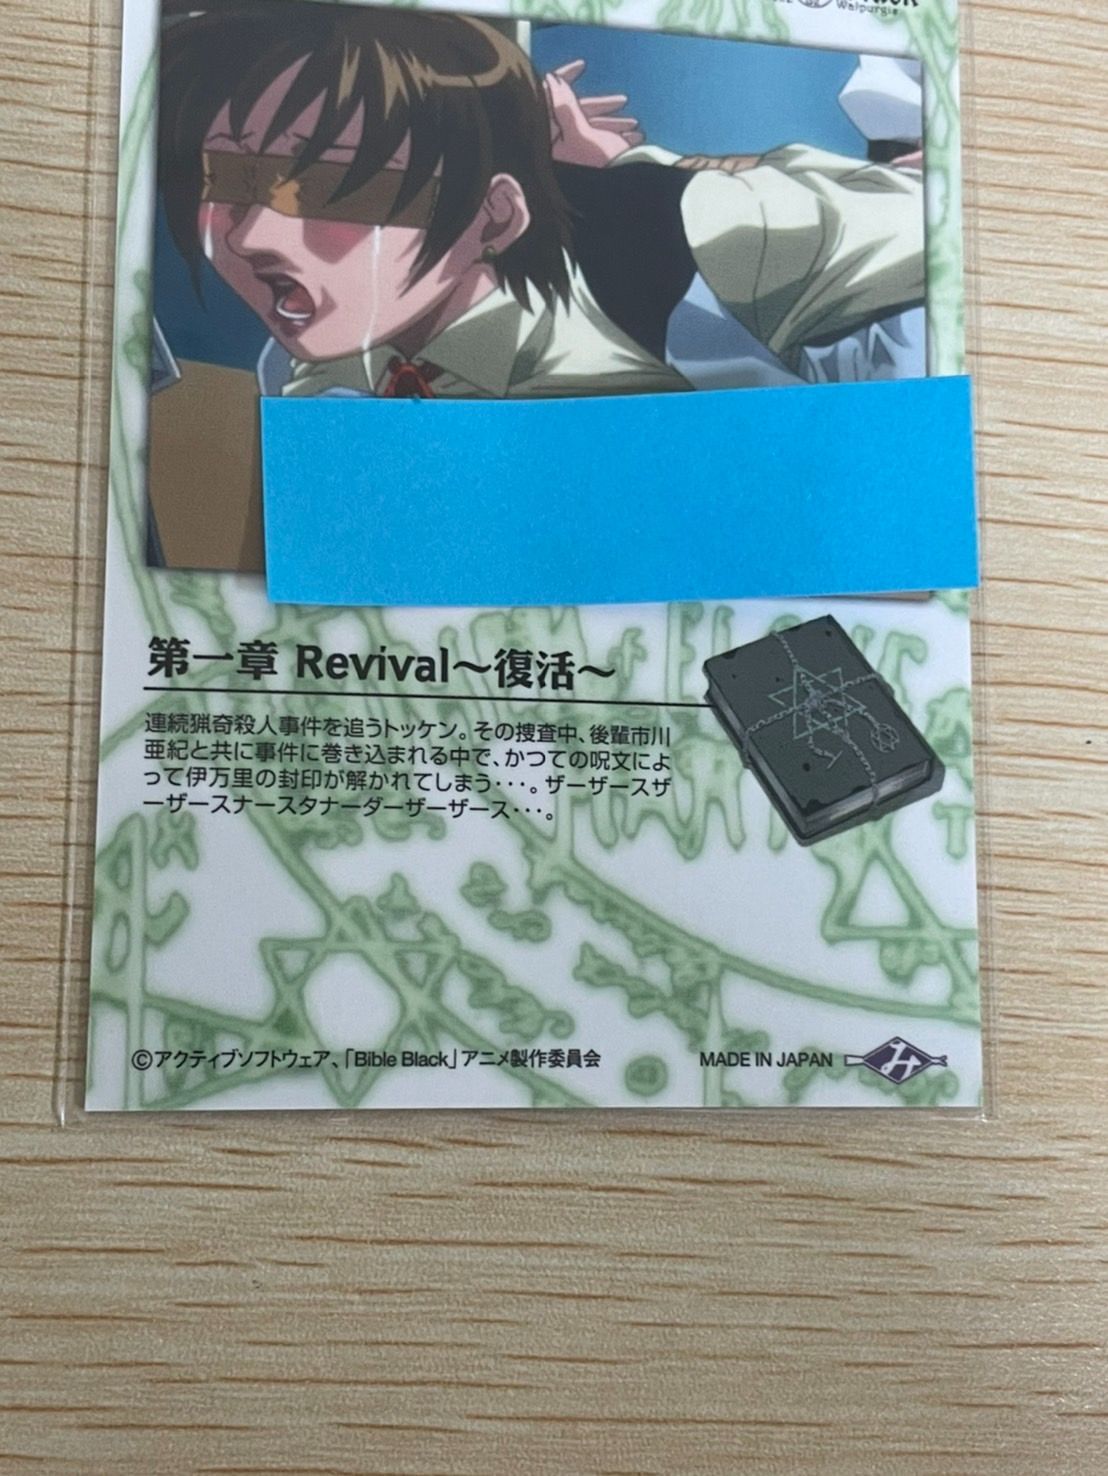 Walpurgis
第一章 Revival～復活～
連続猟奇殺人事件を追うトッケン。その捜査中、後輩市川
亜紀と共に事件に巻き込まれる中で、かつての呪文によ
って伊万里の封印が解かれてしまう･･･。ザーザースザ
ーザースナースタナーダーザーザース･･･。
©アクティブソフトウェア、｢Bible Black｣アニメ製作委員会
MADE IN JAPAN